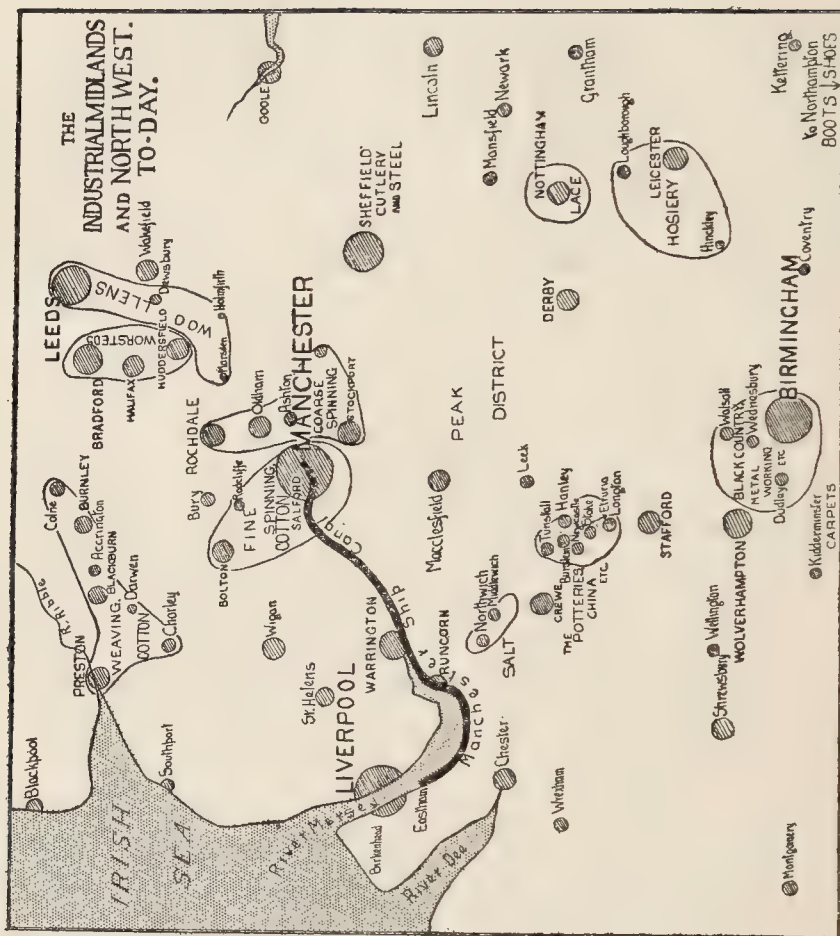 THE
INDUSTRIAL MIDLANDS
AND NORTH WEST.
TO-DAY.
Blackpool
IRISH
SEA
Southport
R. Ribble
PRESTON
Colne
BURNLEY
Accrington
BLACKBURN
WEAVING,
Darwen
COTTON
Chorley
LEEDS
BRADFORD
HALIFAX
WORSTEDS
HUDDERSFIELD
WOOLLENS
Wakefield
Dewsbury
Holmfirth
Marsden
GOOLE
ROCHDALE
Oldham
Ashton
COARSE
SPINNING
STOCKPORT
Bury
Radcliffe
BOLTON
FINE
SPINNING,
COTTON
SALFORD
MANCHESTER
Wigan
St. Helens
LIVERPOOL
WARRINGTON
RUNCORN
Manchester Ship Canal
River Mersey
Birkenhead
Eastham
River Dee
Chester
SHEFFIELD
CUTLERY
AND STEEL
Lincoln
Macclesfield
PEAK
DISTRICT
Northwich
Middlewich
SALT
CREWE
THE
POTTERIES
CHINA
ETC
Tunstall
Burslem
Hanley
Newcastle
Stoke
Etruria
Longton
Leek
Mansfield
Newark
NOTTINGHAM
LACE
Grantham
DERBY
Loughborough
LEICESTER
HOSIERY
Hinckley
Wrexham
STAFFORD
Shrewsbury
Wellington
WOLVERHAMPTON
Walsall
BLACK COUNTRY
Wednesbury
METAL
WORKING
ETC
Dudley
BIRMINGHAM
Coventry
Montgomery
Kidderminster
CARPETS
Kettering
to Northampton
BOOTS & SHOES